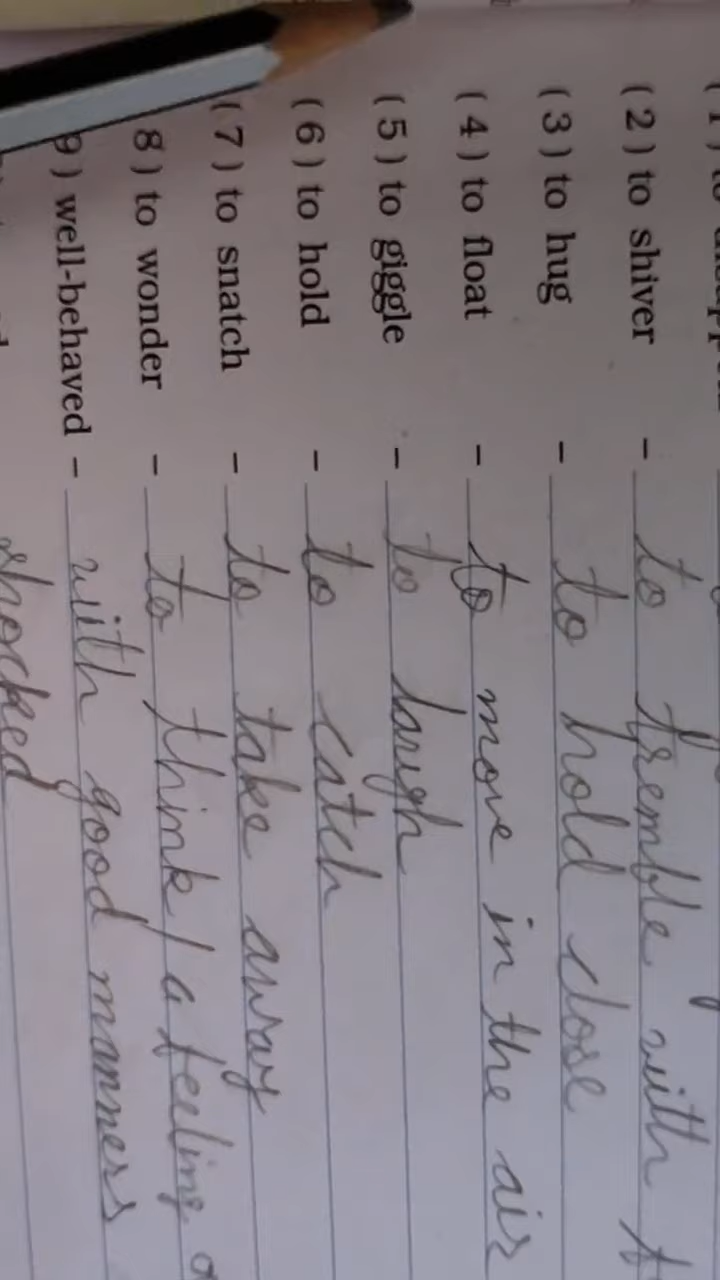 (2) to shiver - to tremble with
(3) to hug - to hold close
(4) to float - to move in the air
(5) to giggle - to laugh
(6) to hold - to catch
(7) to snatch - to take away
8) to wonder - to think / a feeling
9) well-behaved - with good manners
shocked